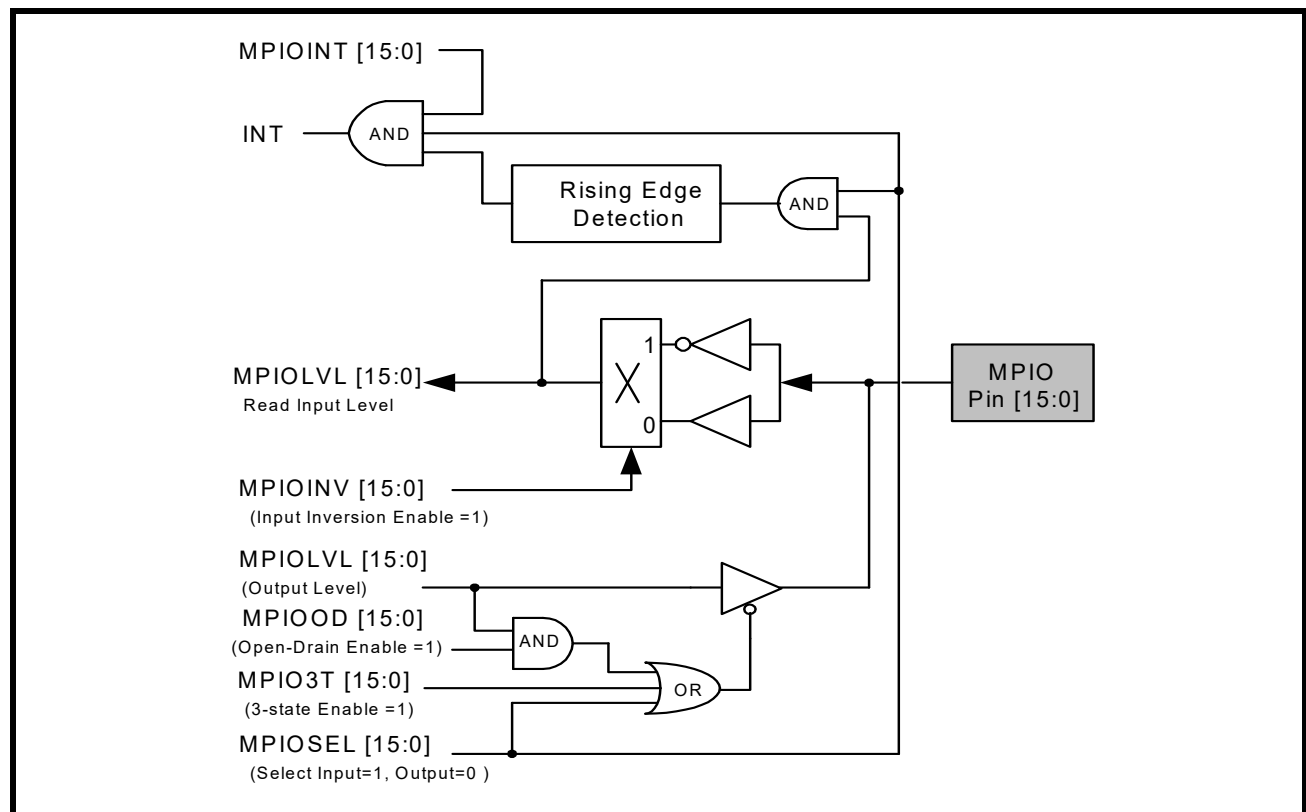 MPIOINT [15:0]
INT
AND
Rising Edge
Detection
AND
1
MPIOLVL [15:0]
Read Input Level
X
MPIO
Pin [15:0]
0
MPIOINV [15:0]
(Input Inversion Enable =1)
MPIOLVL [15:0]
(Output Level)
MPIOOD [15:0]
(Open-Drain Enable =1)
AND
MPIO3T [15:0]
(3-state Enable =1)
OR
MPIOSEL [15:0]
(Select Input=1, Output=0 )